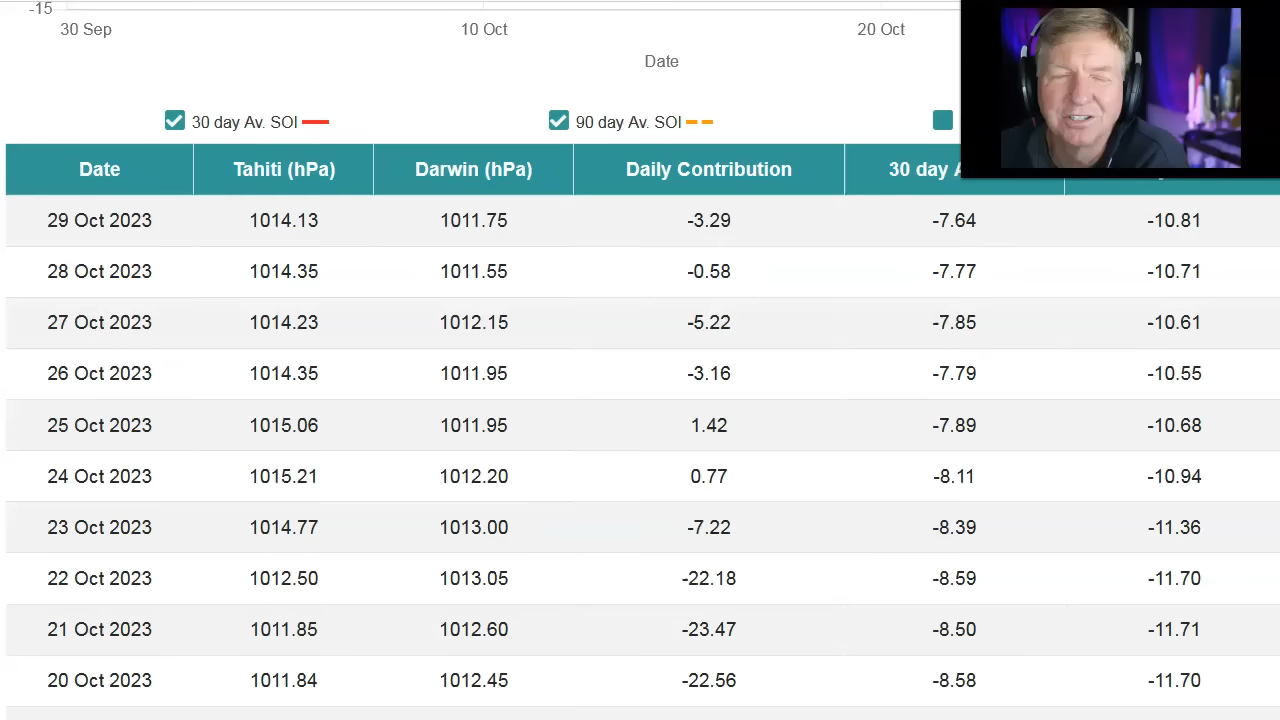 -15
30 Sep 10 Oct 20 Oct
Date
30 day Av. SOI 90 day Av. SOI
Date Tahiti (hPa) Darwin (hPa) Daily Contribution 30 day
29 Oct 2023 1014.13 1011.75 -3.29 -7.64 -10.81
28 Oct 2023 1014.35 1011.55 -0.58 -7.77 -10.71
27 Oct 2023 1014.23 1012.15 -5.22 -7.85 -10.61
26 Oct 2023 1014.35 1011.95 -3.16 -7.79 -10.55
25 Oct 2023 1015.06 1011.95 1.42 -7.89 -10.68
24 Oct 2023 1015.21 1012.20 0.77 -8.11 -10.94
23 Oct 2023 1014.77 1013.00 -7.22 -8.39 -11.36
22 Oct 2023 1012.50 1013.05 -22.18 -8.59 -11.70
21 Oct 2023 1011.85 1012.60 -23.47 -8.50 -11.71
20 Oct 2023 1011.84 1012.45 -22.56 -8.58 -11.70